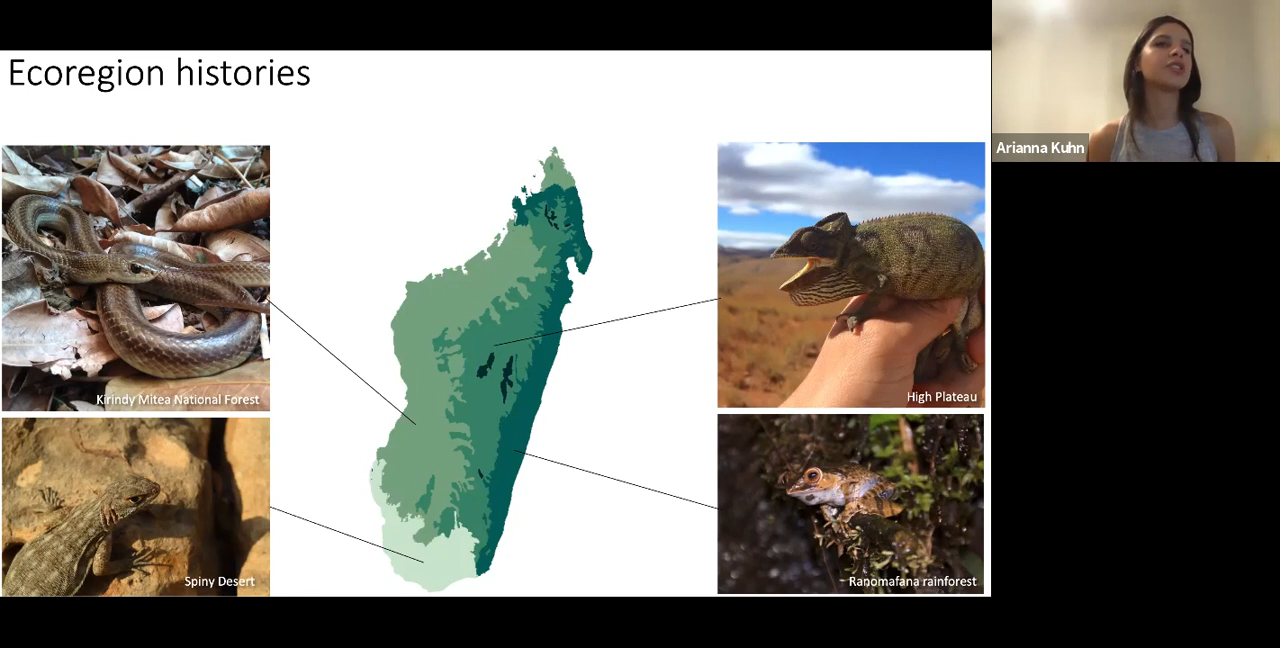 Ecoregion histories
Arianna Kuhn
Kirindy Mitea National Forest
High Plateau
Spiny Desert
Ranomafana rainforest